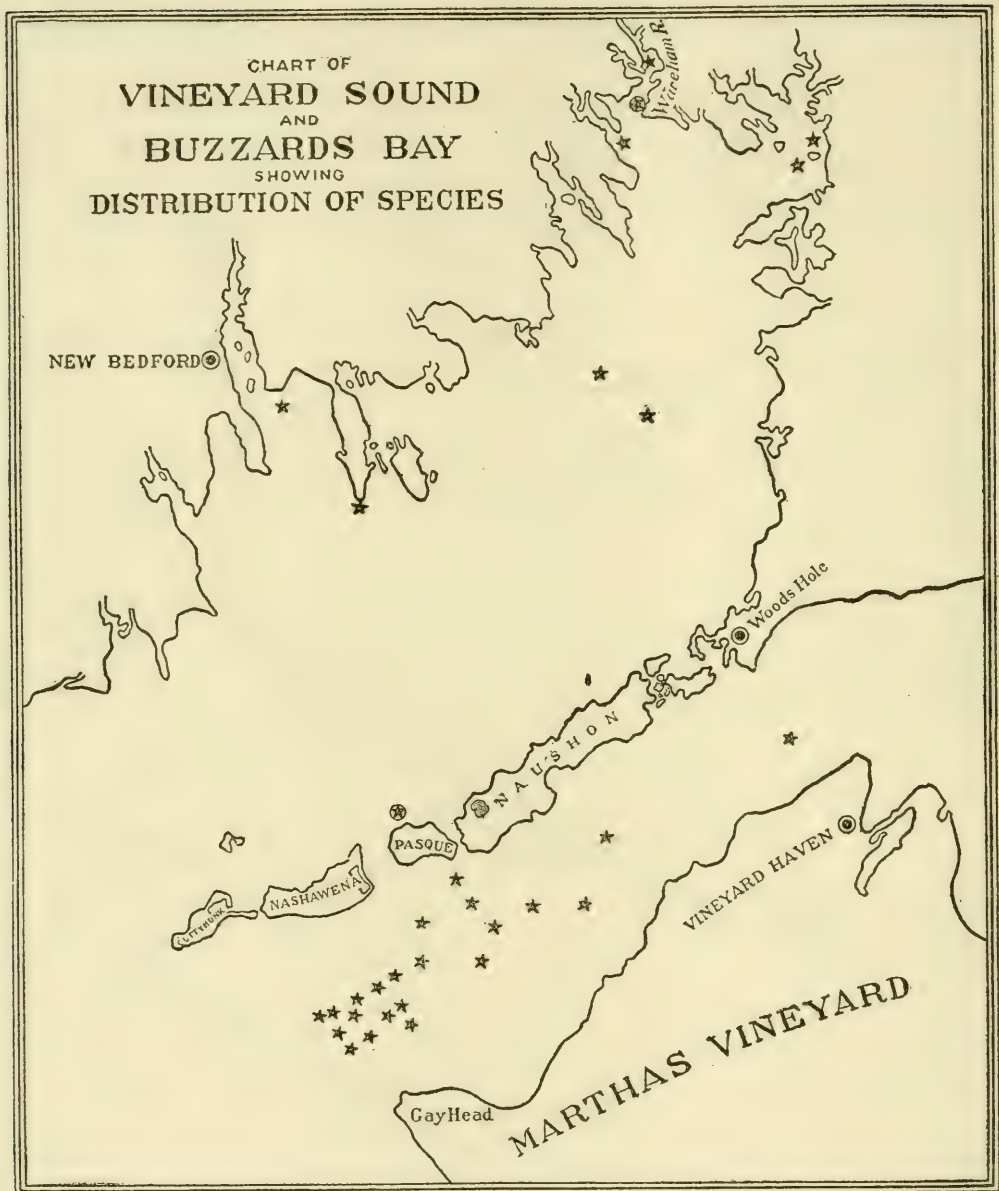 CHART OF
VINEYARD SOUND
AND
BUZZARDS BAY
SHOWING
DISTRIBUTION OF SPECIES
Wareham R.
NEW BEDFORD
Woods Hole
NAUSHON
PASQUE
VINEYARD HAVEN
NASHAWENA
CUTTYHUNK
MARTHAS VINEYARD
Gay Head